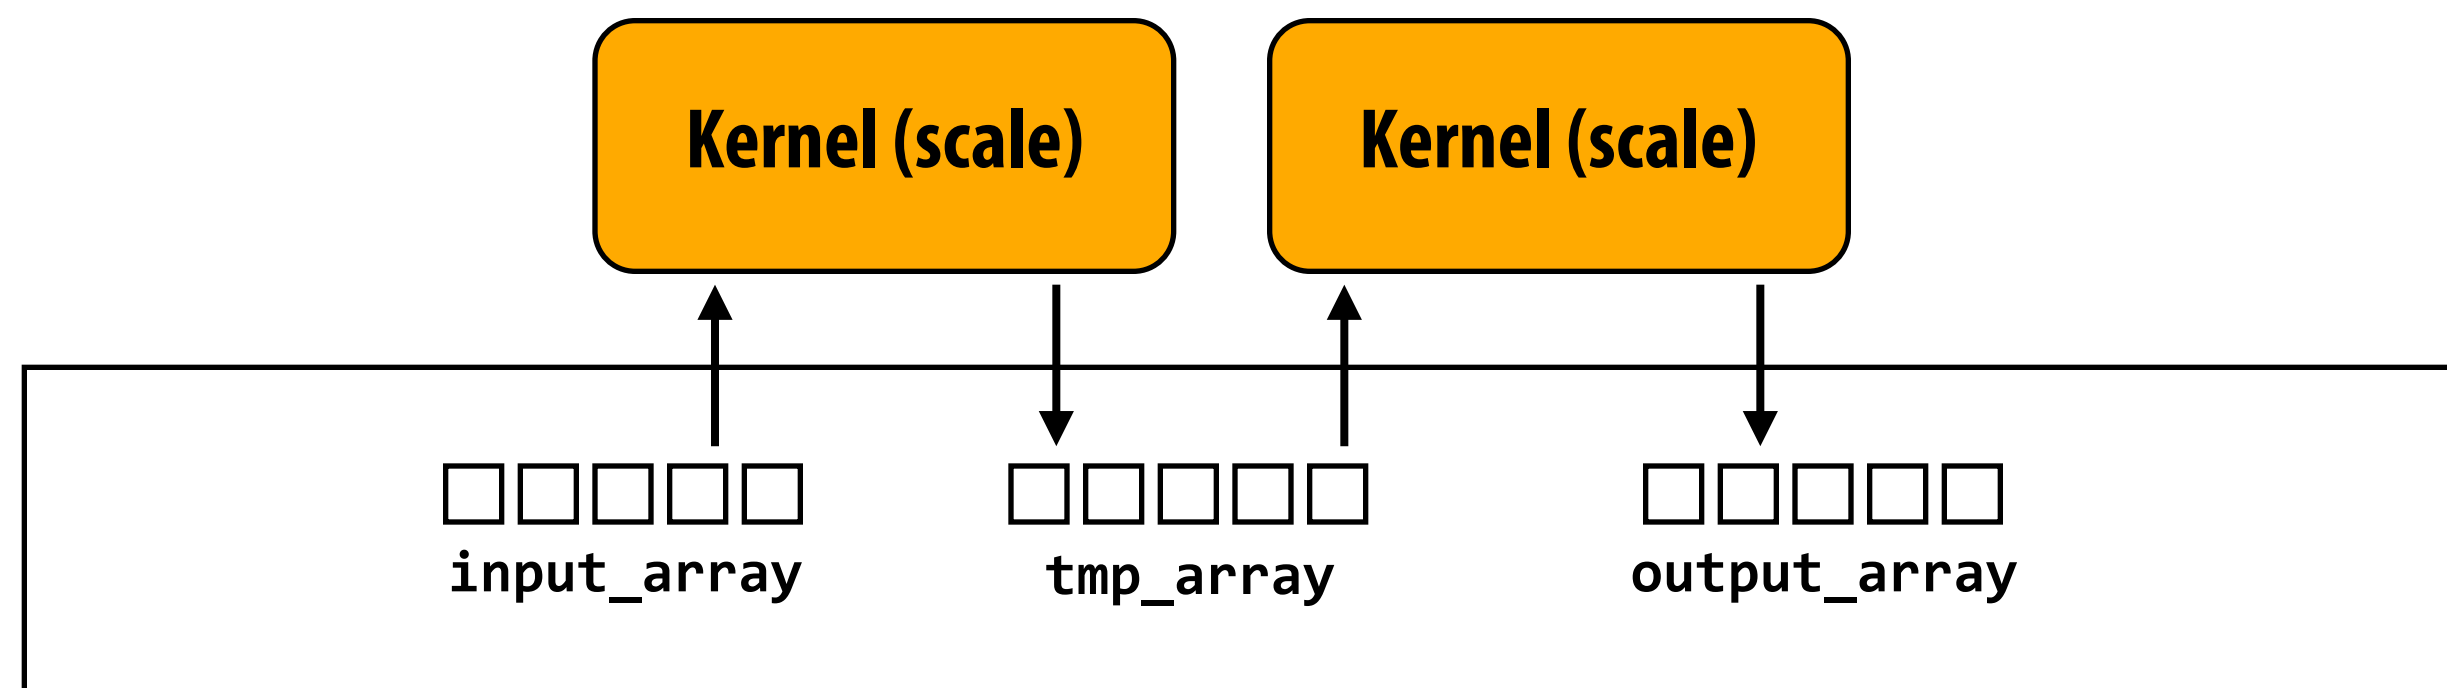 Kernel (scale)
Kernel (scale)
input_array
tmp_array
output_array